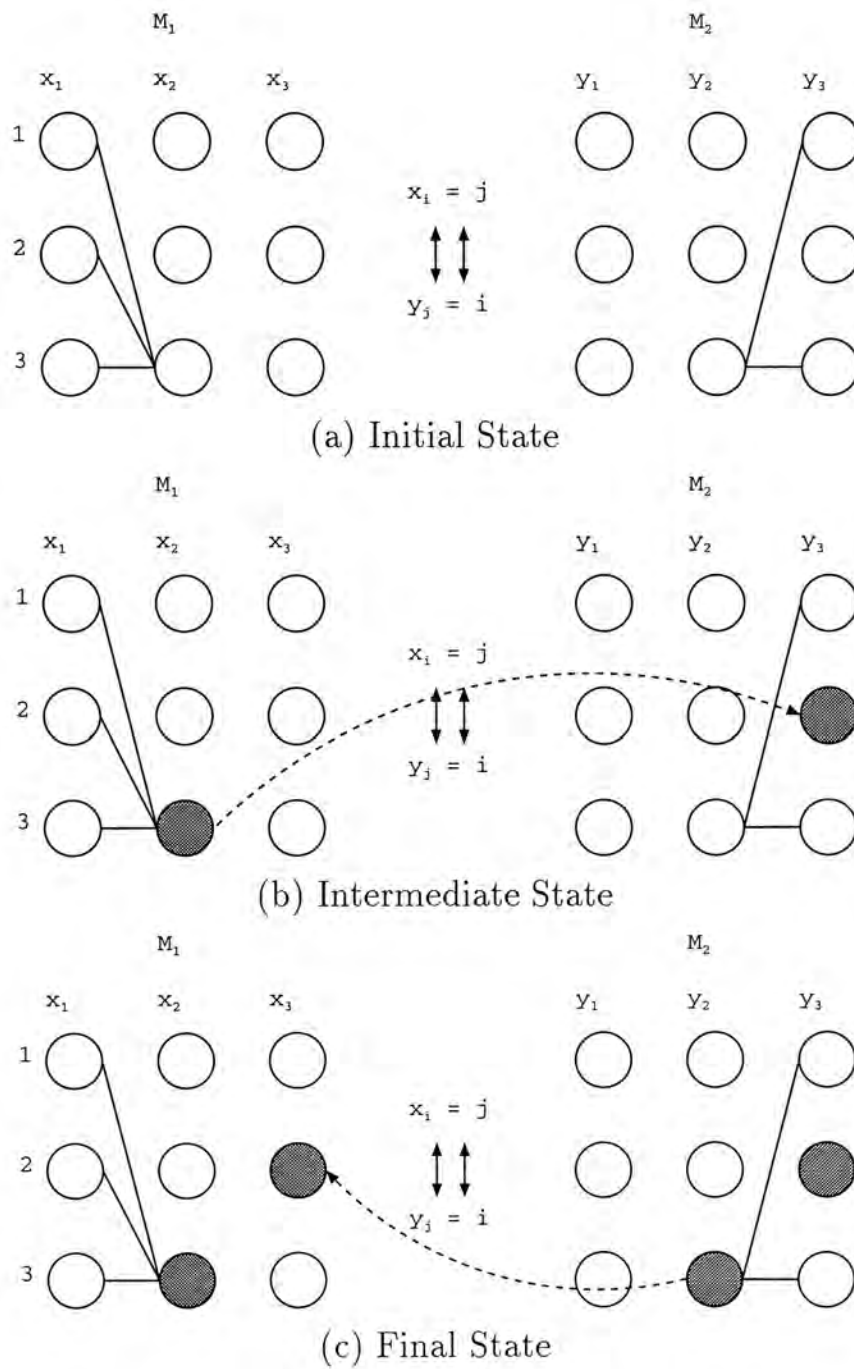 M₁ M₂
x₁ x₂ x₃ y₁ y₂ y₃
1
xᵢ = j
2
yⱼ = i
3
(a) Initial State
M₁ M₂
x₁ x₂ x₃ y₁ y₂ y₃
1
xᵢ = j
2
yⱼ = i
3
(b) Intermediate State
M₁ M₂
x₁ x₂ x₃ y₁ y₂ y₃
1
xᵢ = j
2
yⱼ = i
3
(c) Final State